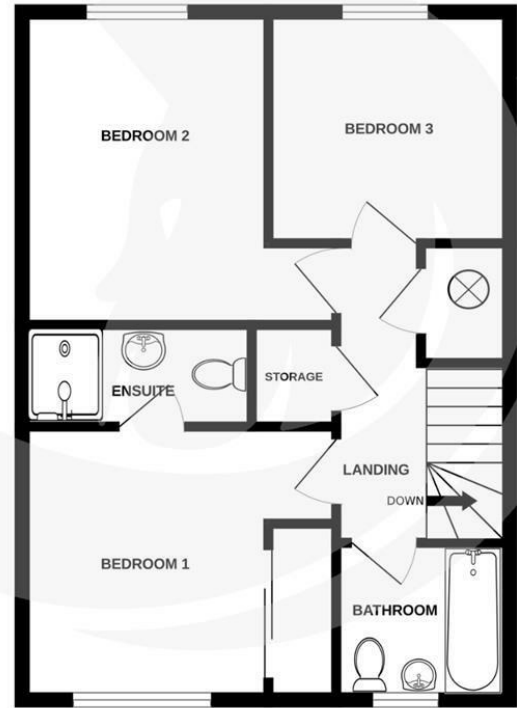 BEDROOM 2
BEDROOM 3
ENSUITE
STORAGE
LANDING
DOWN
BEDROOM 1
BATHROOM